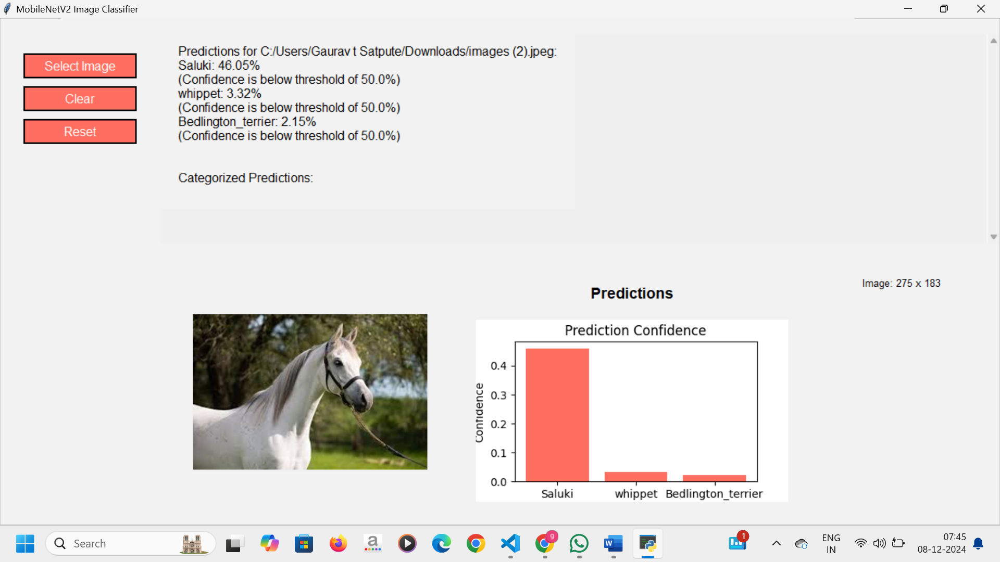 MobileNetV2 Image Classifier
Select Image
Clear
Reset
Predictions for C:/Users/Gaurav t Satpute/Downloads/images (2).jpeg:
Saluki: 46.05%
(Confidence is below threshold of 50.0%)
whippet: 3.32%
(Confidence is below threshold of 50.0%)
Bedlington_terrier: 2.15%
(Confidence is below threshold of 50.0%)
Categorized Predictions:
Image: 275 x 183
Predictions
Prediction Confidence
Confidence
0.4
0.3
0.2
0.1
0.0
Saluki whippet Bedlington_terrier
Search
a
g
W
1
ENG
IN
07:45
08-12-2024